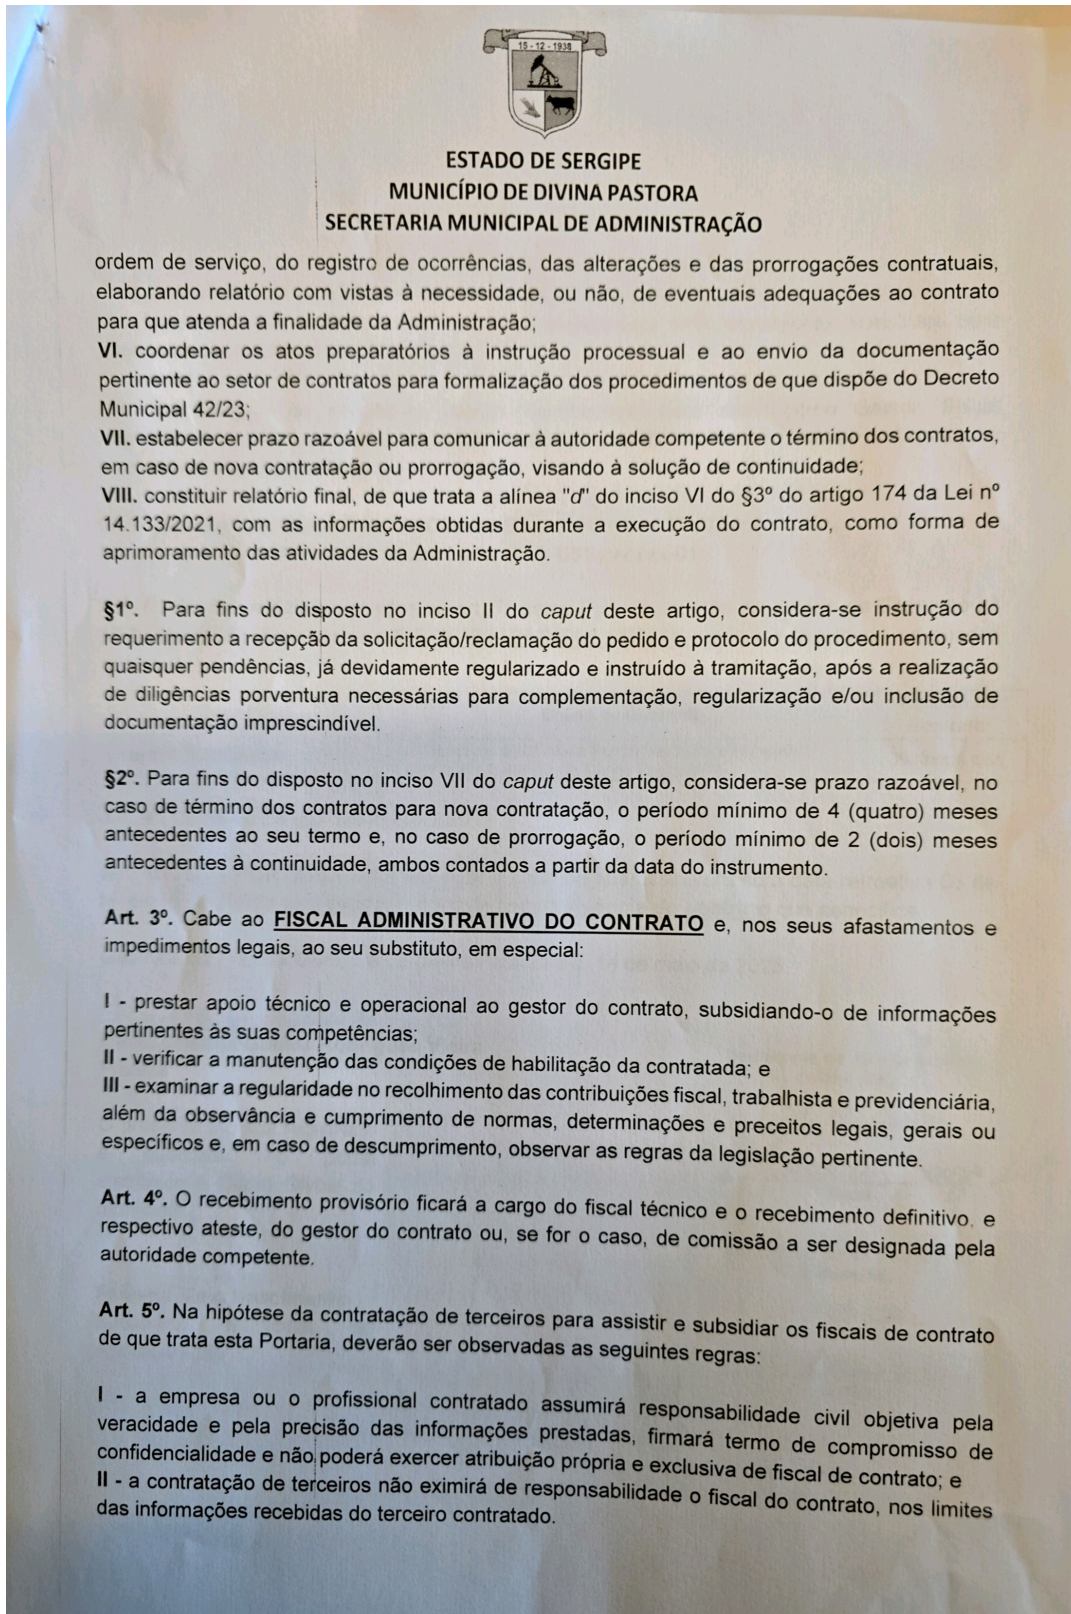 15 - 12 - 1938
ESTADO DE SERGIPE
MUNICÍPIO DE DIVINA PASTORA
SECRETARIA MUNICIPAL DE ADMINISTRAÇÃO
ordem de serviço, do registro de ocorrências, das alterações e das prorrogações contratuais,
elaborando relatório com vistas à necessidade, ou não, de eventuais adequações ao contrato
para que atenda a finalidade da Administração;
VI. coordenar os atos preparatórios à instrução processual e ao envio da documentação
pertinente ao setor de contratos para formalização dos procedimentos de que dispõe do Decreto
Municipal 42/23;
VII. estabelecer prazo razoável para comunicar à autoridade competente o término dos contratos,
em caso de nova contratação ou prorrogação, visando à solução de continuidade;
VIII. constituir relatório final, de que trata a alínea "d" do inciso VI do §3º do artigo 174 da Lei nº
14.133/2021, com as informações obtidas durante a execução do contrato, como forma de
aprimoramento das atividades da Administração.
§1º. Para fins do disposto no inciso II do caput deste artigo, considera-se instrução do
requerimento a recepção da solicitação/reclamação do pedido e protocolo do procedimento, sem
quaisquer pendências, já devidamente regularizado e instruído à tramitação, após a realização
de diligências porventura necessárias para complementação, regularização e/ou inclusão de
documentação imprescindível.
§2º. Para fins do disposto no inciso VII do caput deste artigo, considera-se prazo razoável, no
caso de término dos contratos para nova contratação, o período mínimo de 4 (quatro) meses
antecedentes ao seu termo e, no caso de prorrogação, o período mínimo de 2 (dois) meses
antecedentes à continuidade, ambos contados a partir da data do instrumento.
Art. 3º. Cabe ao FISCAL ADMINISTRATIVO DO CONTRATO e, nos seus afastamentos e
impedimentos legais, ao seu substituto, em especial:
I - prestar apoio técnico e operacional ao gestor do contrato, subsidiando-o de informações
pertinentes às suas competências;
II - verificar a manutenção das condições de habilitação da contratada; e
III - examinar a regularidade no recolhimento das contribuições fiscal, trabalhista e previdenciária,
além da observância e cumprimento de normas, determinações e preceitos legais, gerais ou
específicos e, em caso de descumprimento, observar as regras da legislação pertinente.
Art. 4º. O recebimento provisório ficará a cargo do fiscal técnico e o recebimento definitivo, e
respectivo ateste, do gestor do contrato ou, se for o caso, de comissão a ser designada pela
autoridade competente.
Art. 5º. Na hipótese da contratação de terceiros para assistir e subsidiar os fiscais de contrato
de que trata esta Portaria, deverão ser observadas as seguintes regras:
I - a empresa ou o profissional contratado assumirá responsabilidade civil objetiva pela
veracidade e pela precisão das informações prestadas, firmará termo de compromisso de
confidencialidade e não poderá exercer atribuição própria e exclusiva de fiscal de contrato; e
II - a contratação de terceiros não eximirá de responsabilidade o fiscal do contrato, nos limites
das informações recebidas do terceiro contratado.